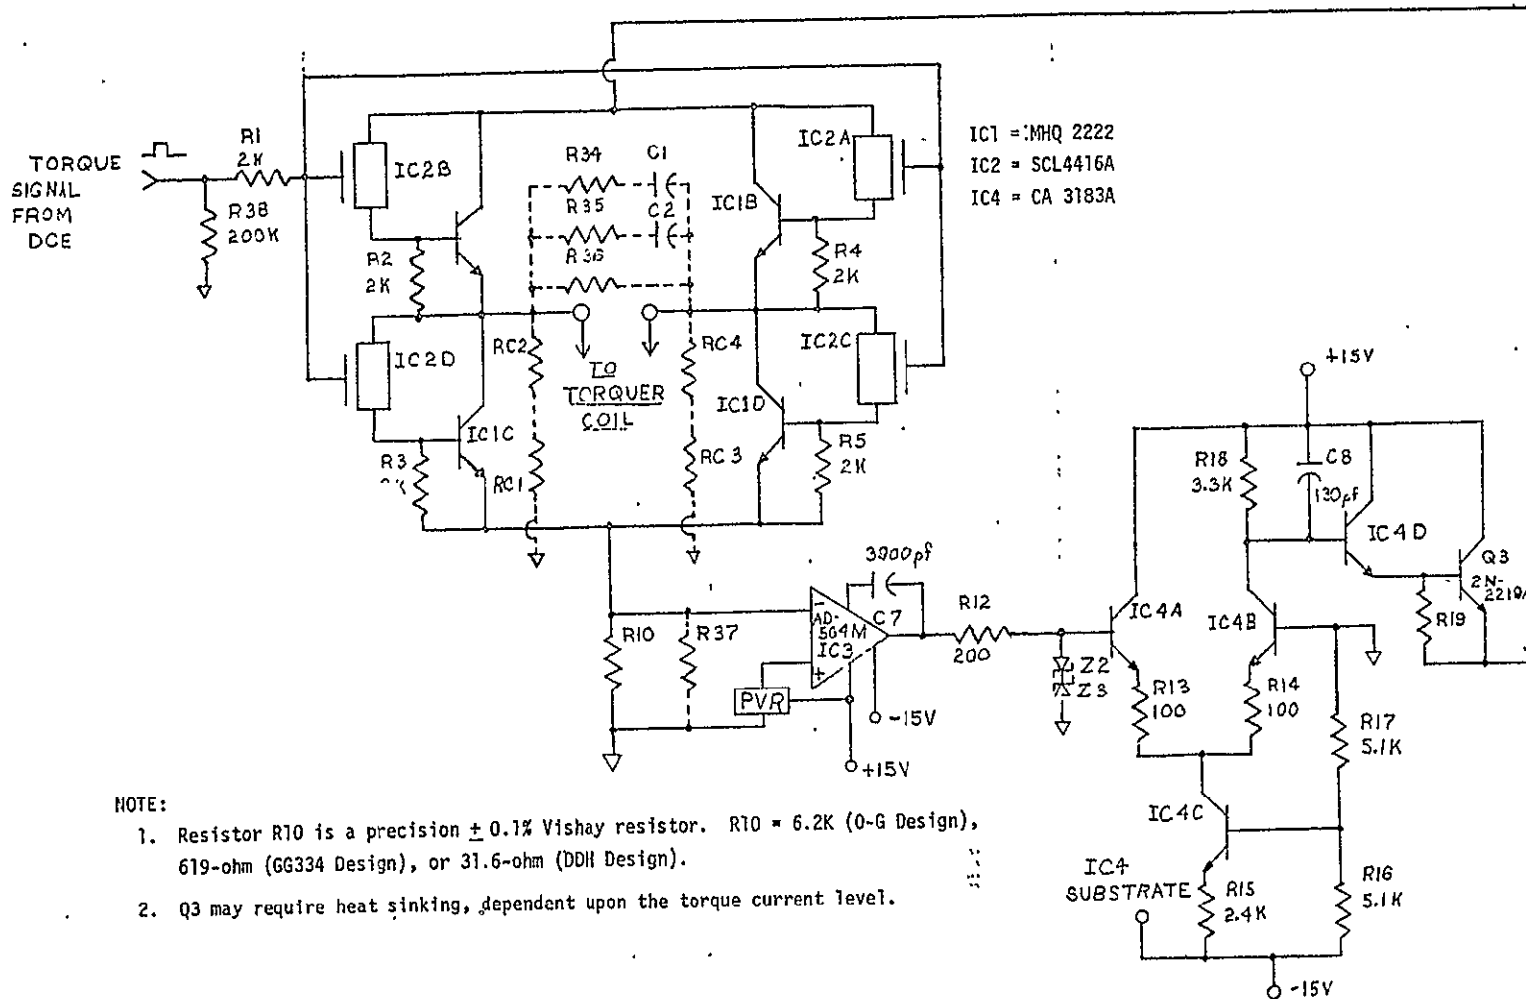 TORQUE
SIGNAL
FROM
DCE
R1
2K
R38
200K
IC2B
R2
2K
IC2D
IC1C
R3
R34
C1
R35
C2
R36
RC2
RC1
TO
TORQUER
COIL
RC4
RC3
IC2A
IC1B
R4
2K
IC2C
IC1D
R5
2K
IC1 = MHQ 2222
IC2 = SCL4416A
IC4 = CA 3183A
R10
R37
-
AD-
504M
IC3
+
PVR
C7
-15V
+15V
R12
200
Z2
Z3
+15V
R18
3.3K
C8
130pf
IC4D
Q3
2N-
IC4A
IC4B
R19
R13
100
R14
100
R17
5.1K
IC4C
IC4
SUBSTRATE
R15
2.4K
R16
5.1K
-15V
NOTE:
1. Resistor R10 is a precision ± 0.1% Vishay resistor. R10 = 6.2K (O-G Design),
619-ohm (GG334 Design), or 31.6-ohm (DDH Design).
2. Q3 may require heat sinking, dependent upon the torque current level.